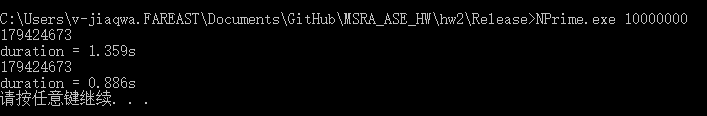 C:\Users\v-jiaqwa.FAREAST\Documents\GitHub\MSRA_ASE_HW\hw2\Release>NPrime.exe 10000000
179424673
duration = 1.359s
179424673
duration = 0.886s
请按任意键继续. . .